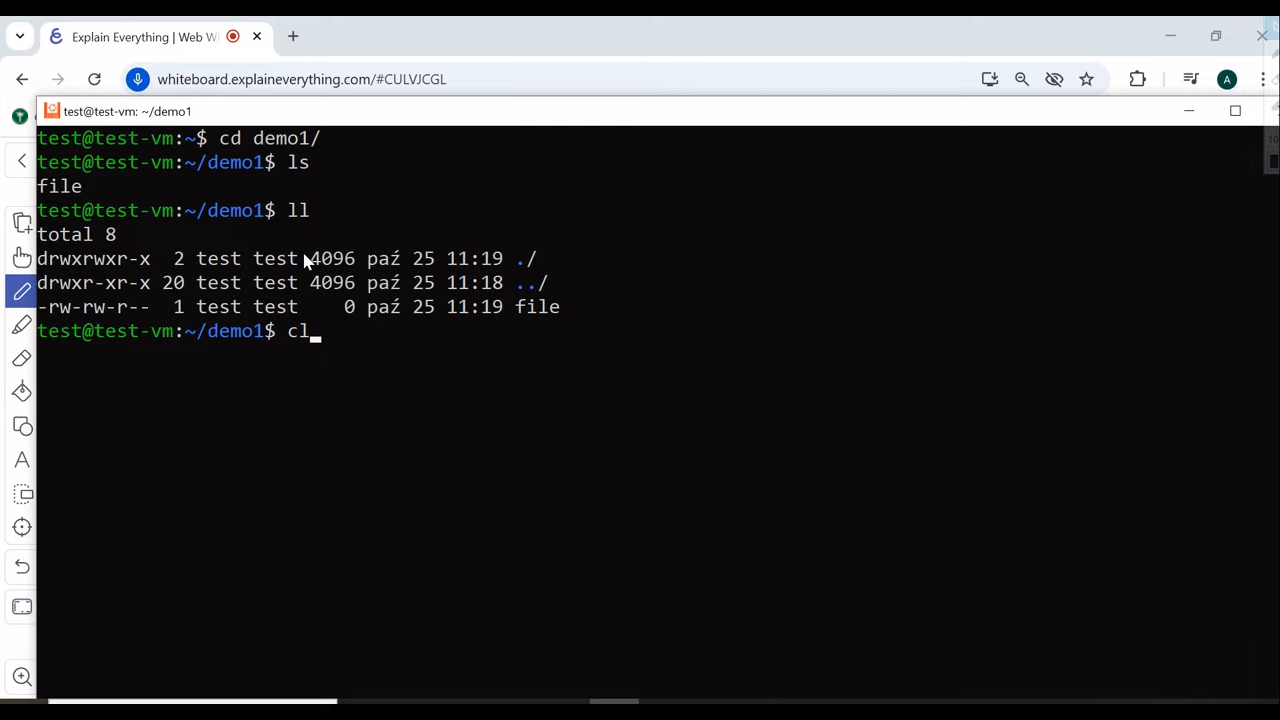 Explain Everything | Web W
whiteboard.explaineverything.com/#CULVJCGL
A
test@test-vm: ~/demo1
test@test-vm:~$ cd demo1/
test@test-vm:~/demo1$ ls
file
test@test-vm:~/demo1$ ll
total 8
drwxrwxr-x  2 test test 4096 paź 25 11:19 ./
drwxr-xr-x 20 test test 4096 paź 25 11:18 ../
-rw-rw-r--  1 test test    0 paź 25 11:19 file
test@test-vm:~/demo1$ cl
A